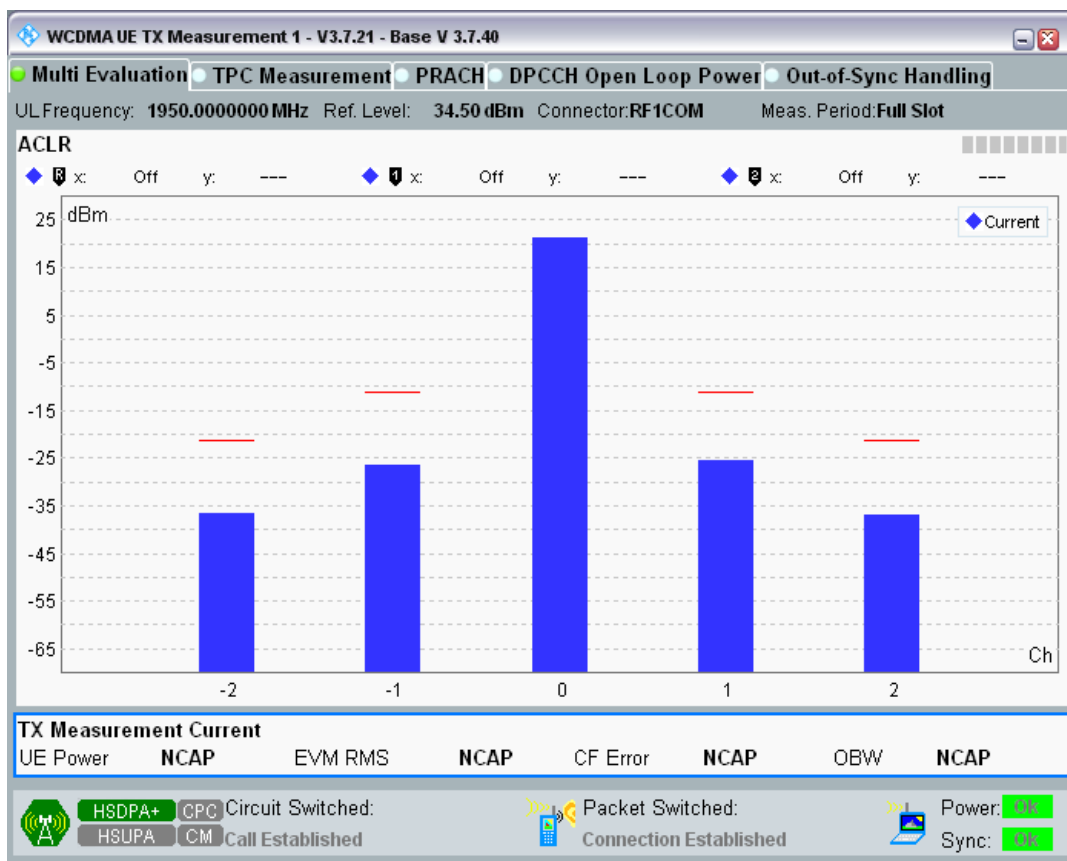 WCDMA UE TX Measurement 1 - V3.7.21 - Base V 3.7.40
Multi Evaluation TPC Measurement PRACH DPCCH Open Loop Power Out-of-Sync Handling
UL Frequency: 1950.0000000 MHz Ref. Level: 34.50 dBm Connector:RF1COM Meas. Period:Full Slot
ACLR
R x: Off y: --- 1 x: Off y: --- 2 x: Off y: ---
dBm
Current
25
15
5
-5
-15
-25
-35
-45
-55
-65
Ch
-2 -1 0 1 2
TX Measurement Current
UE Power NCAP EVM RMS NCAP CF Error NCAP OBW NCAP
HSDPA+ CPC Circuit Switched: Packet Switched: Power: Ok
HSUPA CM Call Established Connection Established Sync: Ok